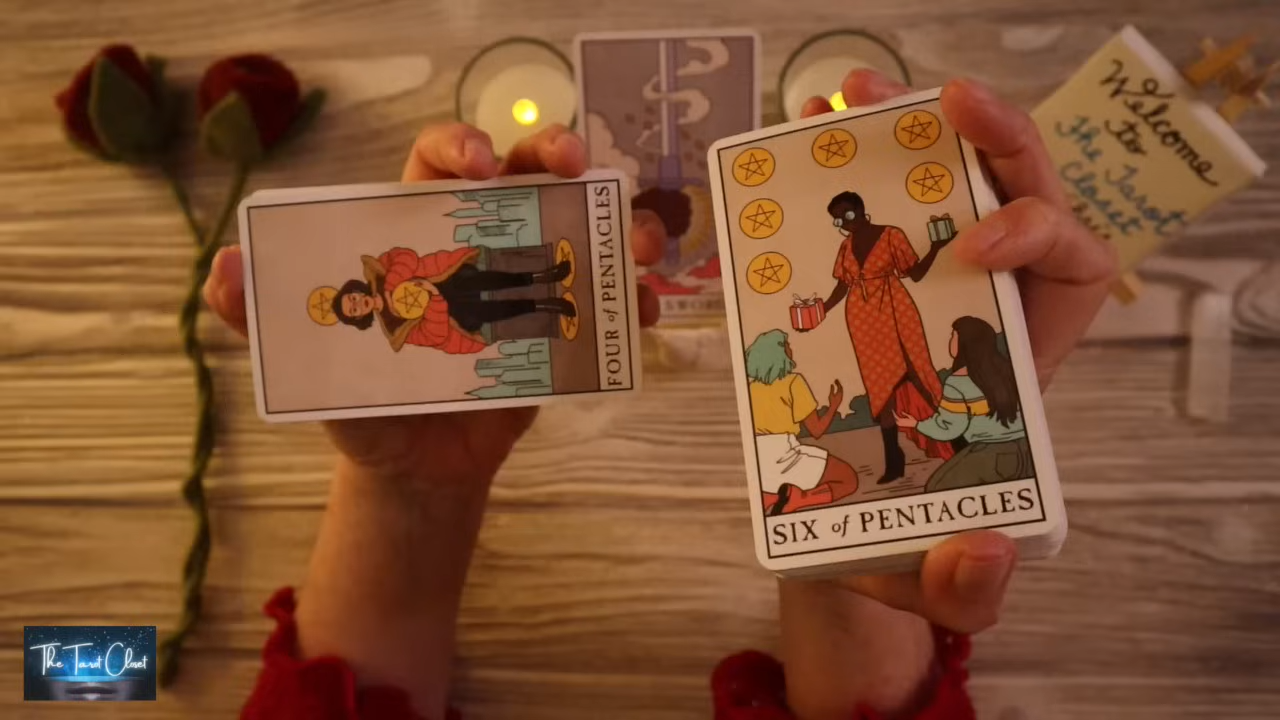 FOUR of PENTACLES
SIX of PENTACLES
Welcome
To
The Tarot
Closet
The Tarot Closet